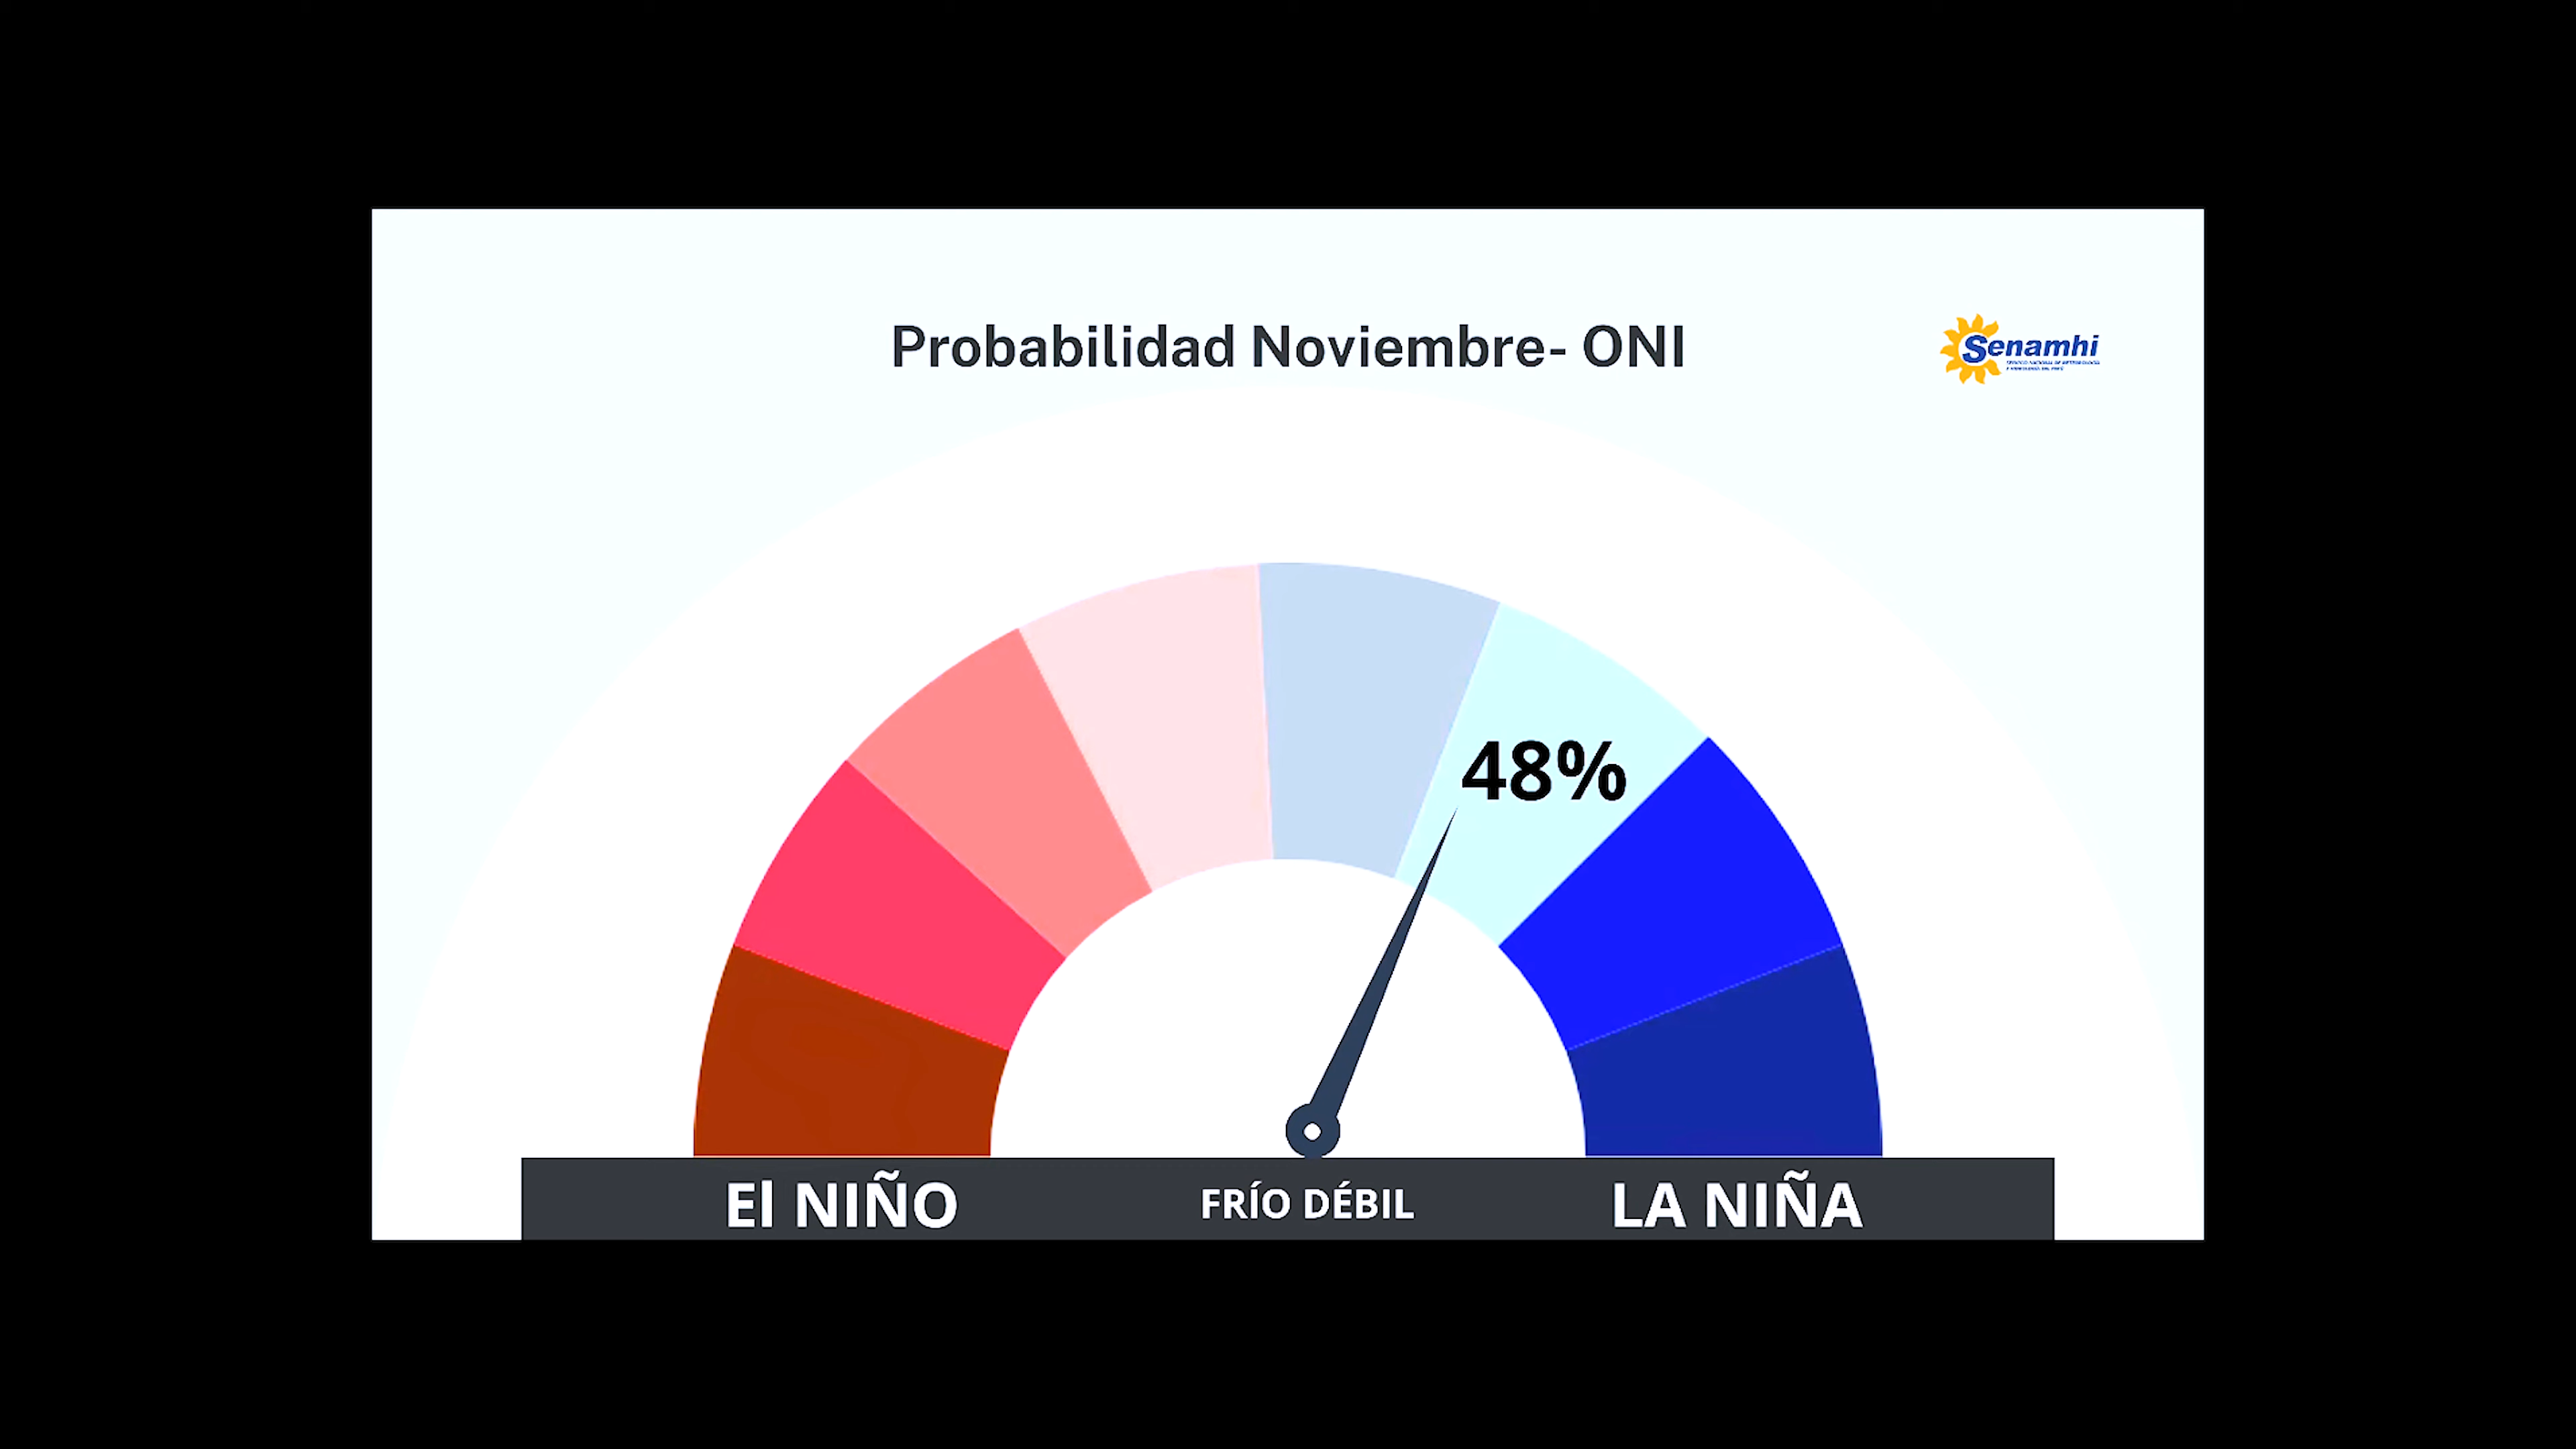 Probabilidad Noviembre- ONI
Senamhi
48%
El NIÑO
FRÍO DÉBIL
LA NIÑA